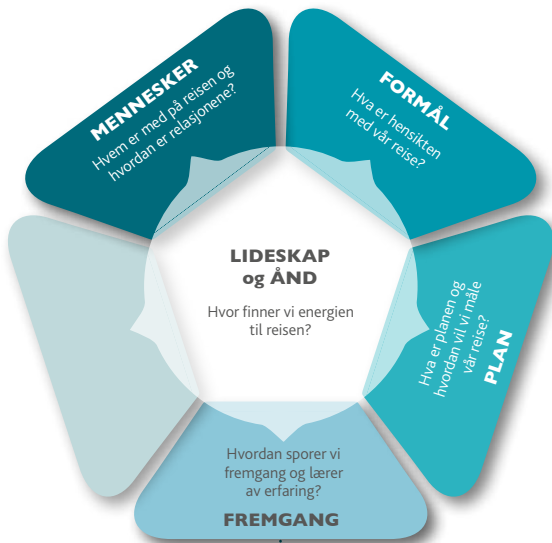 MENNESKER
Hvem er med på reisen og
hvordan er relasjonene?
FORMÅL
Hva er hensikten
med vår reise?
LIDESKAP
og ÅND
Hvor finner vi energien
til reisen?
Hva er planen og
hvordan vil vi måle
vår reise?
PLAN
Hvordan sporer vi
fremgang og lærer
av erfaring?
FREMGANG